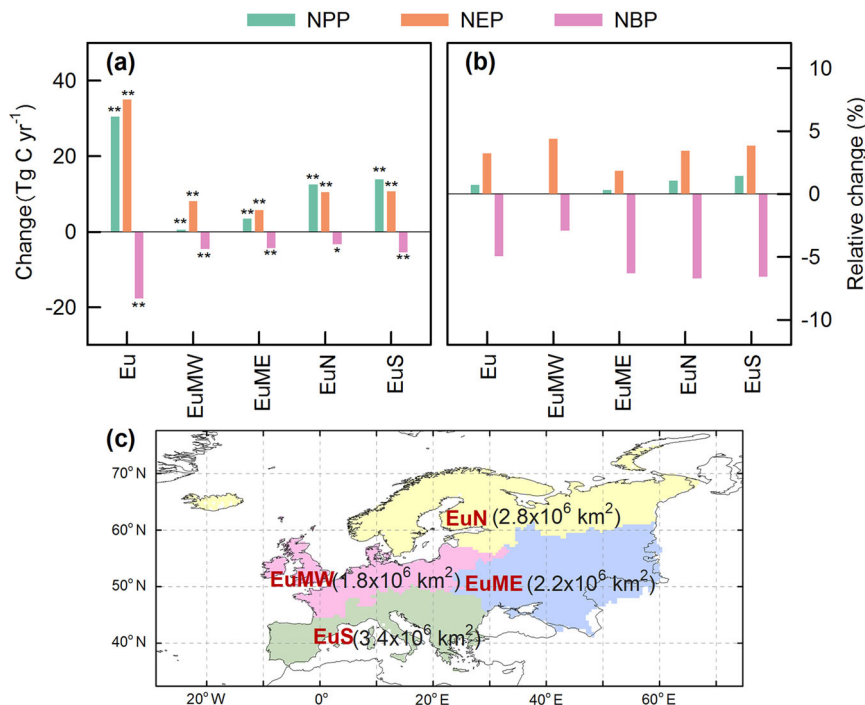 NPP NEP NBP
(a) (b)
Change (Tg C yr⁻¹)
40
20
0
-20
** ** **
** ** **
** ** **
** ** *
** ** **
Eu EuMW EuME EuN EuS
Relative change (%)
10
5
0
-5
-10
Eu EuMW EuME EuN EuS
(c)
70° N
60° N
50° N
40° N
EuN (2.8x10⁶ km²)
EuMW (1.8x10⁶ km²) EuME (2.2x10⁶ km²)
EuS (3.4x10⁶ km²)
20° W 0° 20° E 40° E 60° E